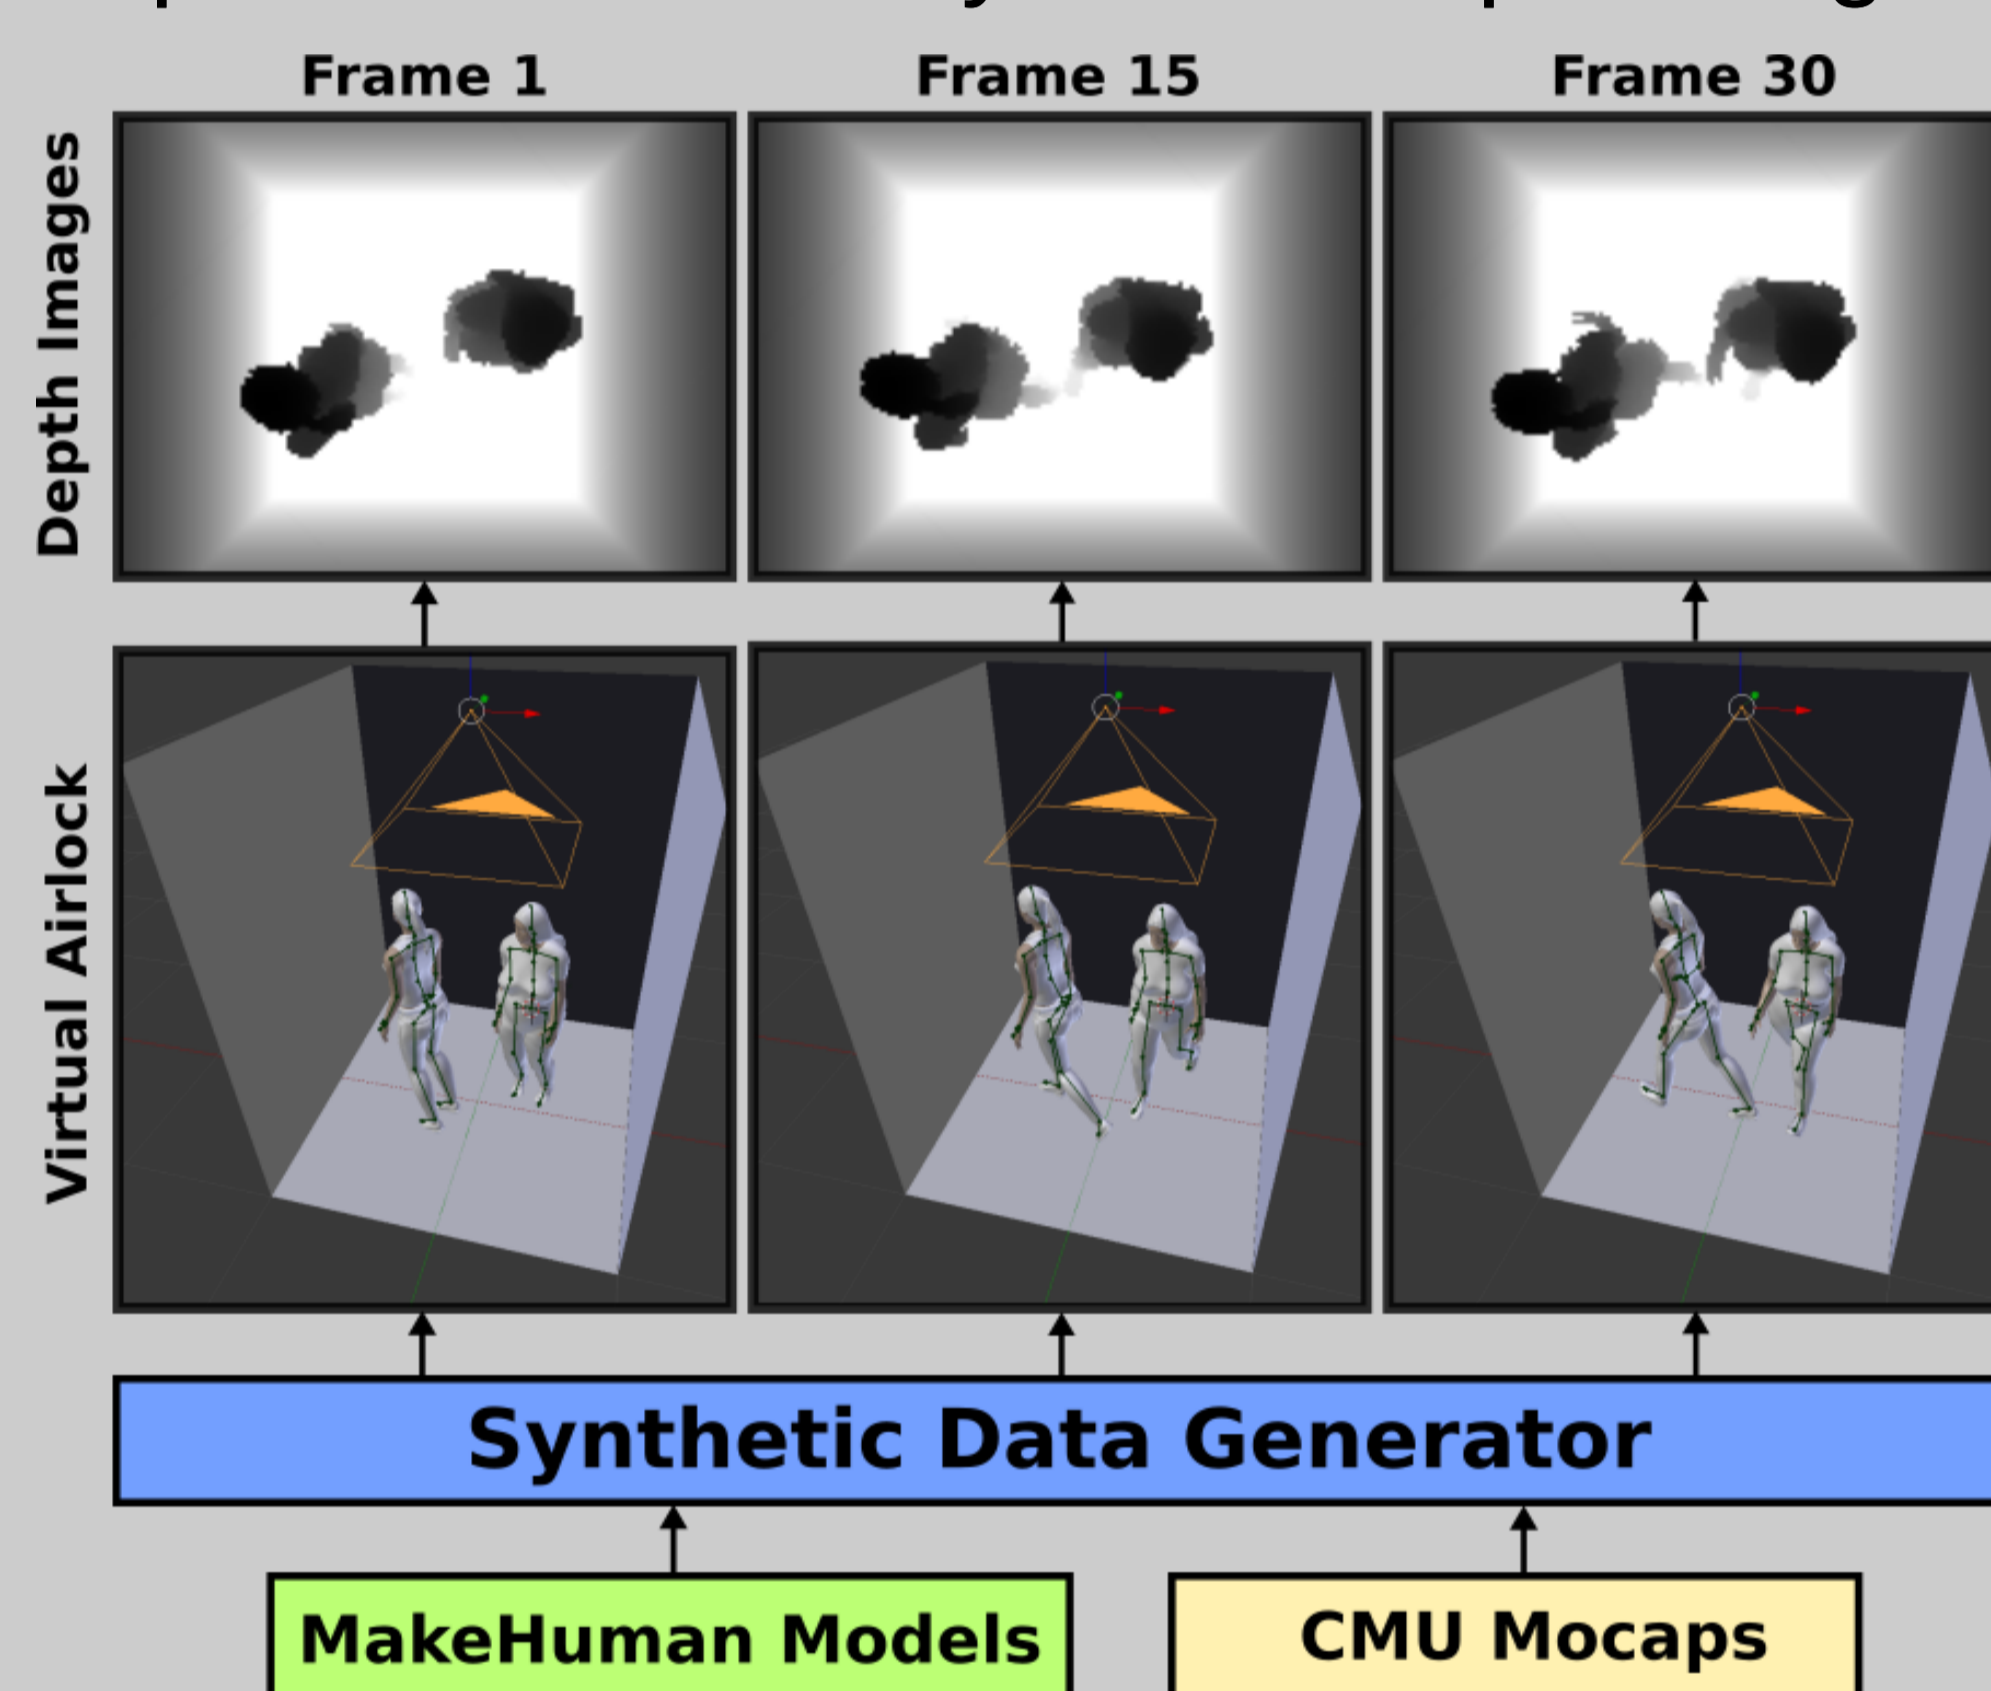 Frame 1
Frame 15
Frame 30
Depth Images
Virtual Airlock
Synthetic Data Generator
MakeHuman Models
CMU Mocaps